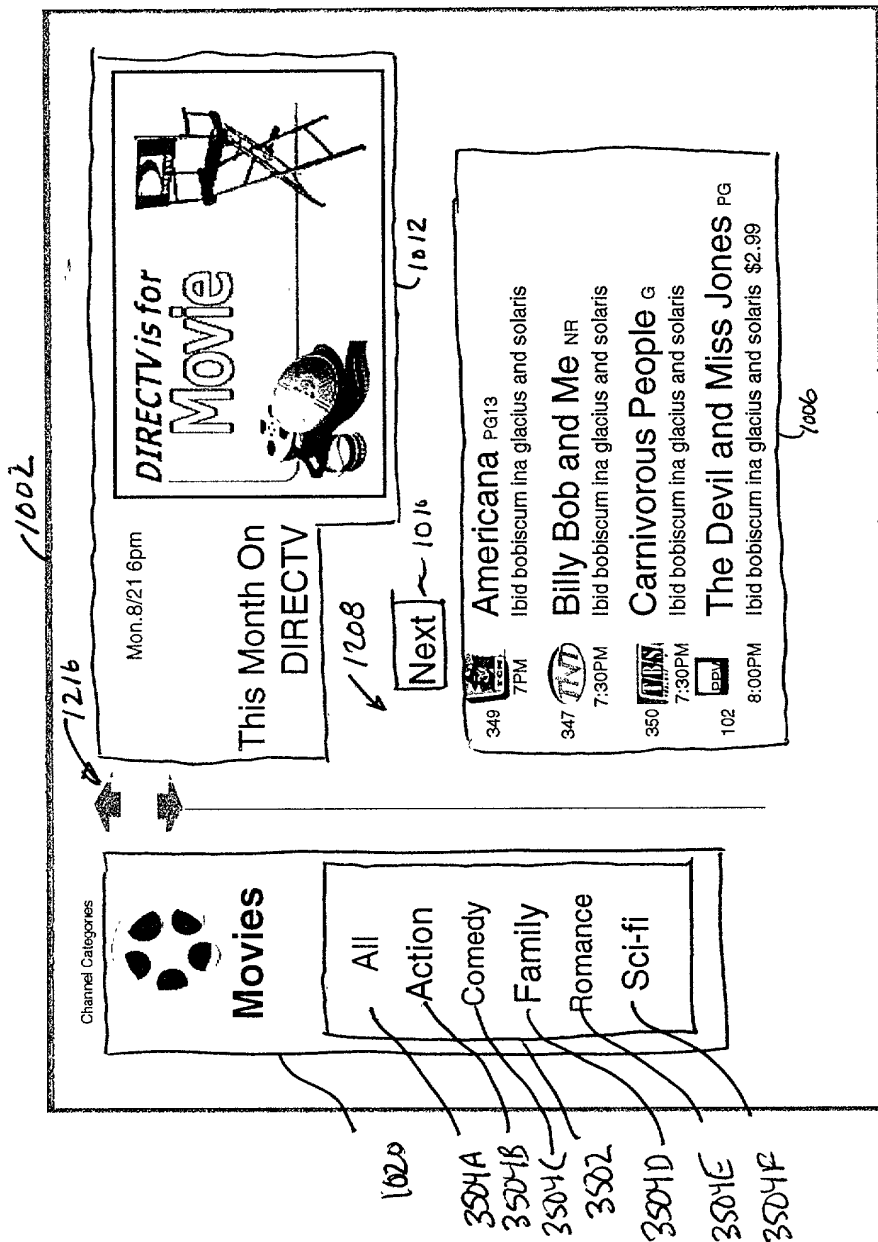 1002
1216
Channel Categories
Movies
All
Action
Comedy
Family
Romance
Sci-fi
1020
3504A
3504B
3504C
3502
3504D
3504E
3504F
Mon.8/21 6pm
This Month On
DIRECTV
DIRECTV is for
Movie
1012
1208
Next
1016
349
7PM
Americana PG13
Ibid bobiscum ina glacius and solaris
347 TNT
7:30PM
Billy Bob and Me NR
Ibid bobiscum ina glacius and solaris
350 TBS
7:30PM
Carnivorous People G
Ibid bobiscum ina glacius and solaris
102 PPV
8:00PM
The Devil and Miss Jones PG
Ibid bobiscum ina glacius and solaris $2.99
1006